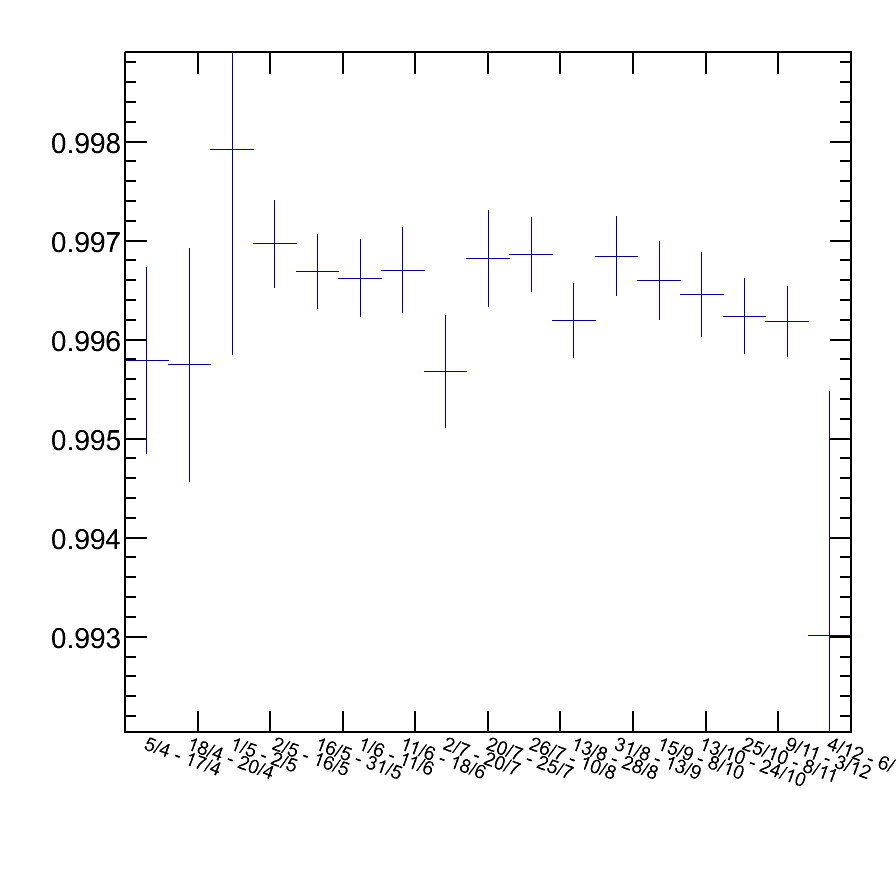 0.998
0.997
0.996
0.995
0.994
0.993
5/4 - 17/4
18/4 - 20/4
1/5 - 2/5
2/5 - 16/5
16/5 - 31/5
1/6 - 11/6
11/6 - 18/6
2/7 - 20/7
20/7 - 25/7
26/7 - 10/8
13/8 - 28/8
31/8 - 13/9
15/9 - 8/10
13/10 - 24/10
25/10 - 8/11
9/11 - 3/12
4/12 - 6/